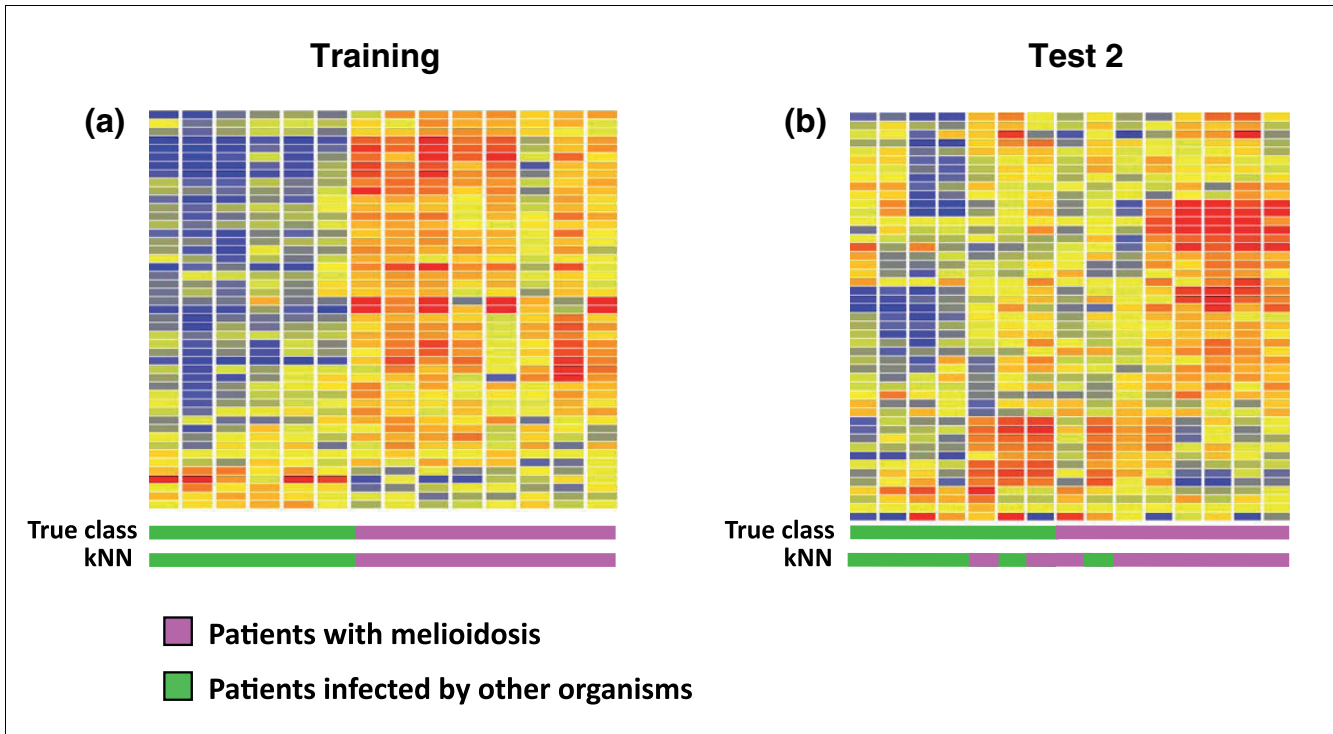 Training
Test 2
(a)
(b)
True class
kNN
True class
kNN
Patients with melioidosis
Patients infected by other organisms